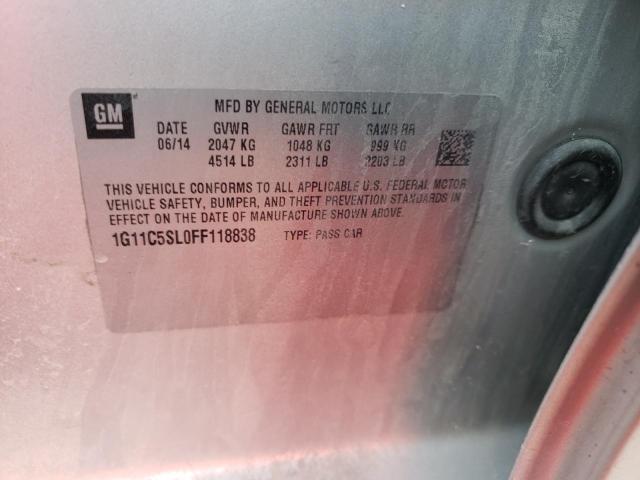 GM
MFD BY GENERAL MOTORS LLC
DATE GVWR GAWR FRT GAWR RR
06/14 2047 KG 1048 KG 999 KG
4514 LB 2311 LB 2203 LB
THIS VEHICLE CONFORMS TO ALL APPLICABLE U.S. FEDERAL MOTOR
VEHICLE SAFETY, BUMPER, AND THEFT PREVENTION STANDARDS IN
EFFECT ON THE DATE OF MANUFACTURE SHOWN ABOVE.
1G11C5SL0FF118838 TYPE: PASS CAR